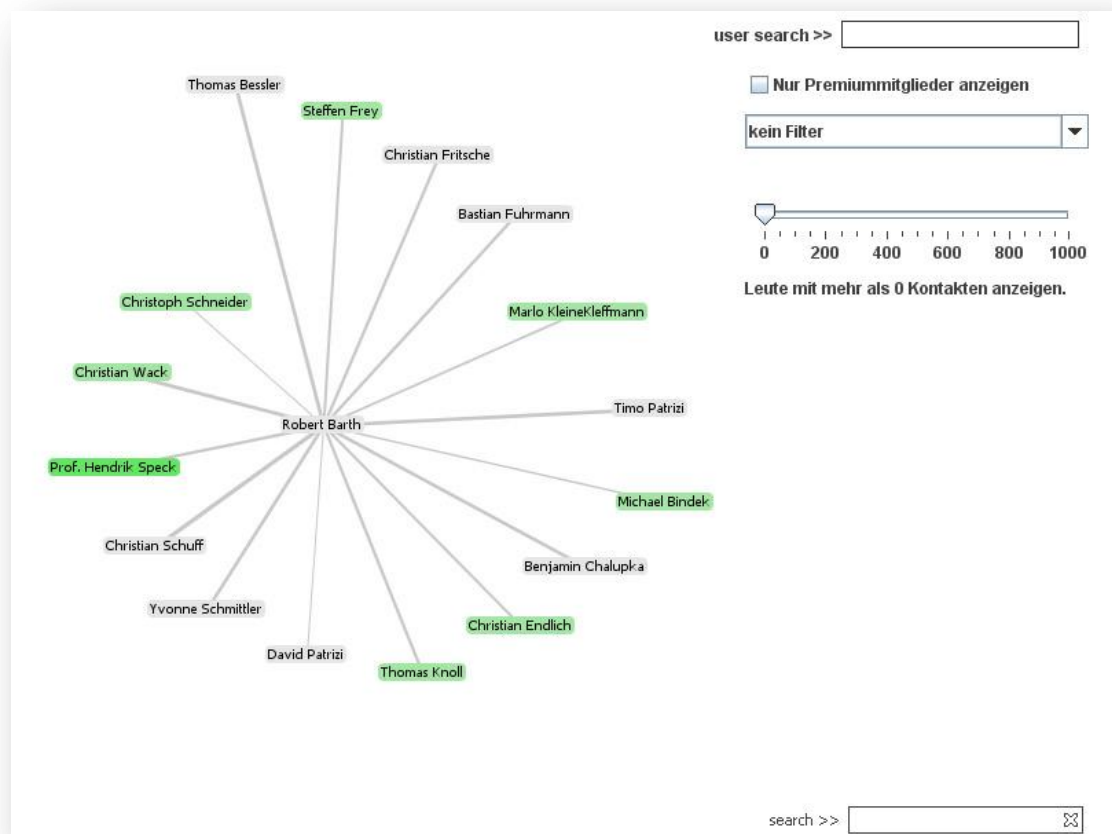 user search >>
Thomas Bessler
Nur Premiummitglieder anzeigen
Steffen Frey
kein Filter
Christian Fritsche
Bastian Fuhrmann
0 200 400 600 800 1000
Leute mit mehr als 0 Kontakten anzeigen.
Christoph Schneider
Marlo KleineKleffmann
Christian Wack
Timo Patrizi
Robert Barth
Prof. Hendrik Speck
Michael Bindek
Christian Schuff
Benjamin Chalupka
Yvonne Schmittler
Christian Endlich
David Patrizi
Thomas Knoll
search >>